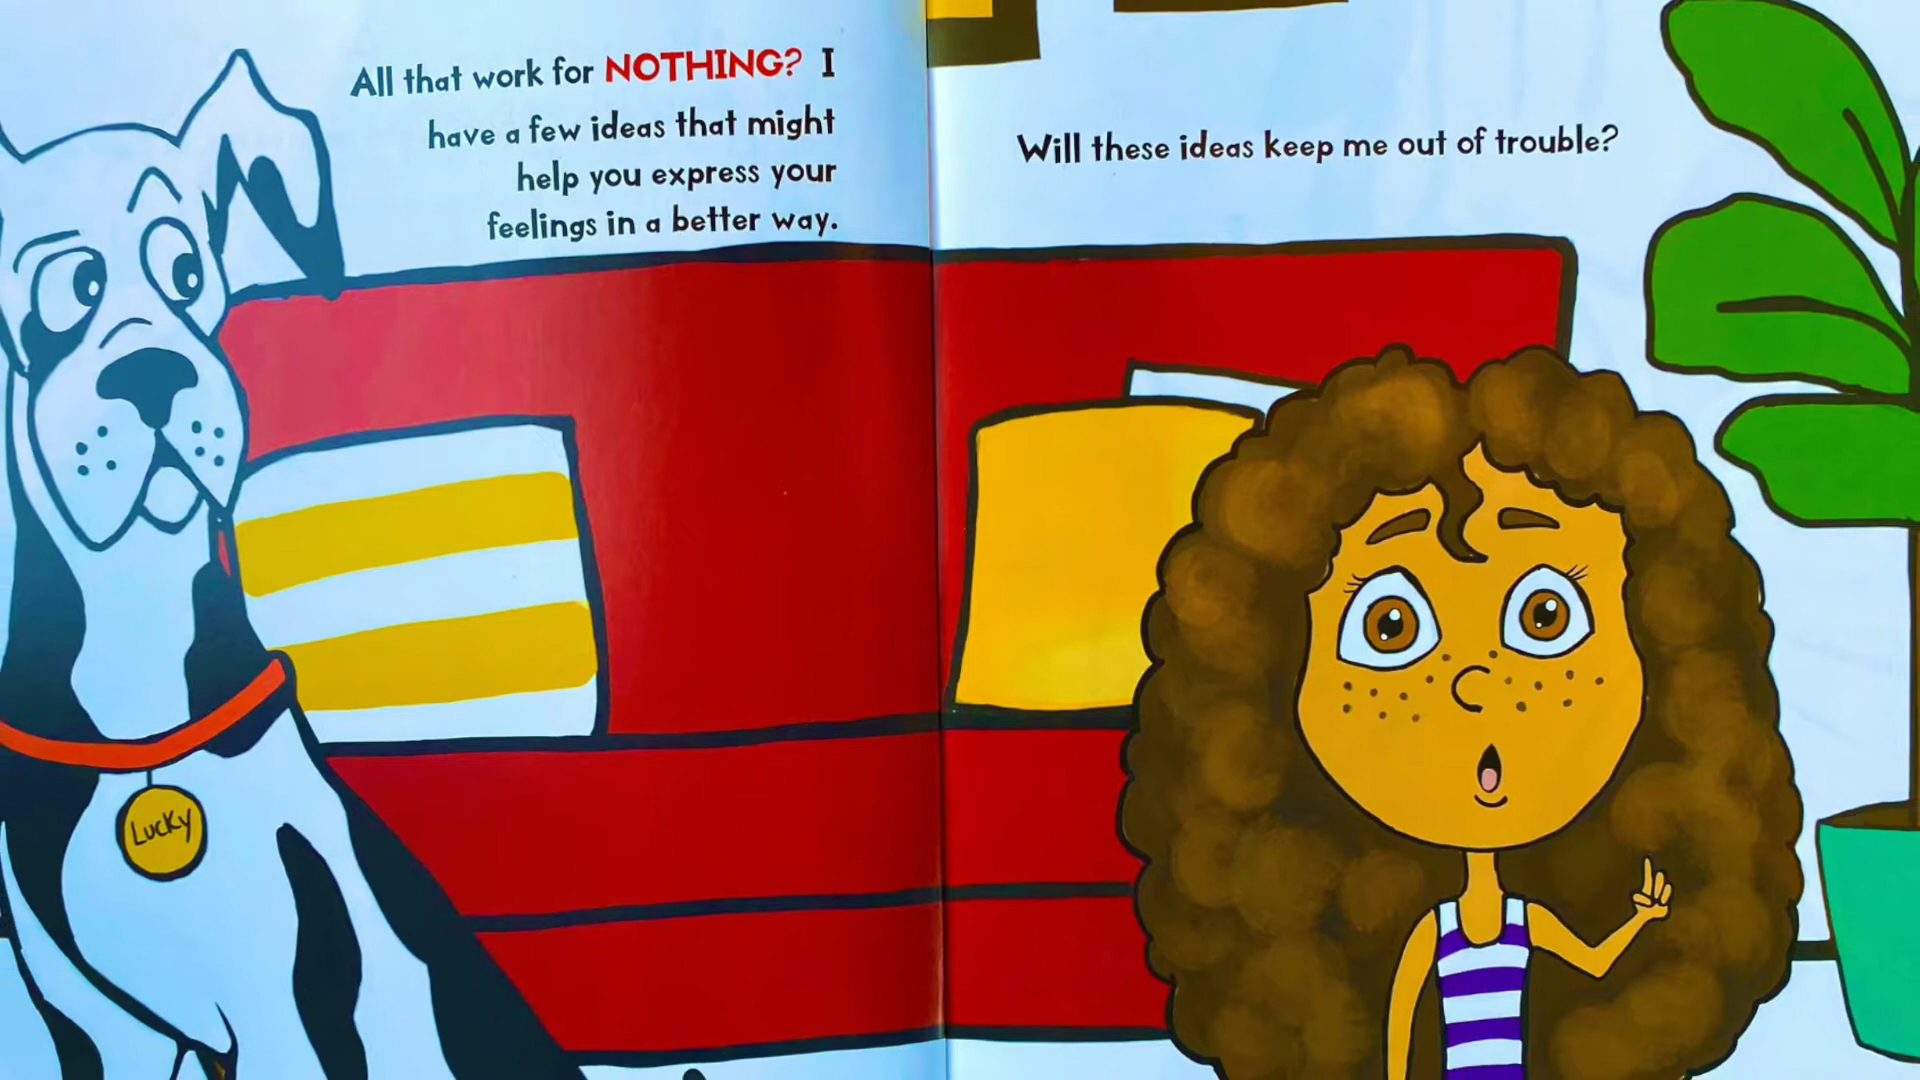 All that work for NOTHING? I
have a few ideas that might
help you express your
feelings in a better way.
Will these ideas keep me out of trouble?
Lucky